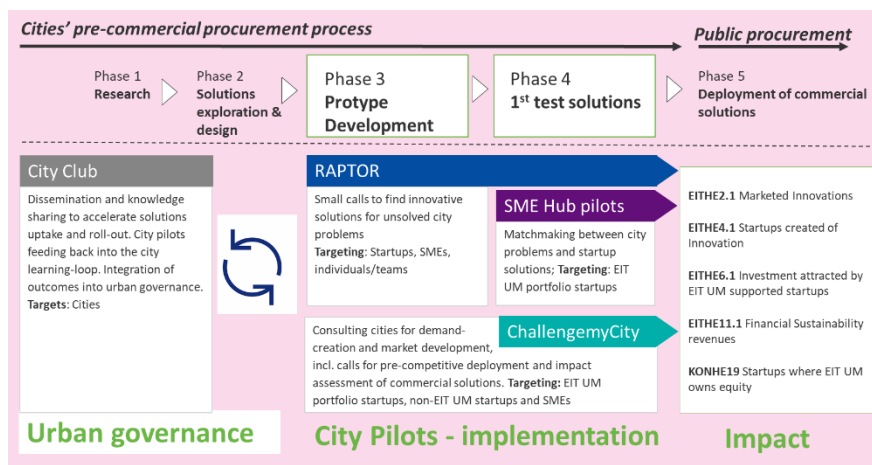 Cities’ pre-commercial procurement process
Public procurement
Phase 1
Research
Phase 2
Solutions
exploration &
design
Phase 3
Protype
Development
Phase 4
1st test solutions
Phase 5
Deployment of commercial
solutions
City Club
Dissemination and knowledge
sharing to accelerate solutions
uptake and roll-out. City pilots
feeding back into the city
learning-loop. Integration of
outcomes into urban governance.
Targets: Cities
RAPTOR
Small calls to find innovative
solutions for unsolved city
problems
Targeting: Startups, SMEs,
individuals/teams
SME Hub pilots
Matchmaking between city
problems and startup
solutions; Targeting: EIT
UM portfolio startups
ChallengemyCity
Consulting cities for demand-
creation and market development,
incl. calls for pre-competitive deployment and impact
assessment of commercial solutions. Targeting: EIT UM
portfolio startups, non-EIT UM startups and SMEs
EITHE2.1 Marketed Innovations
EITHE4.1 Startups created of
Innovation
EITHE6.1 Investment attracted by
EIT UM supported startups
EITHE11.1 Financial Sustainability
revenues
KONHE19 Startups where EIT UM
owns equity
Urban governance
City Pilots - implementation
Impact